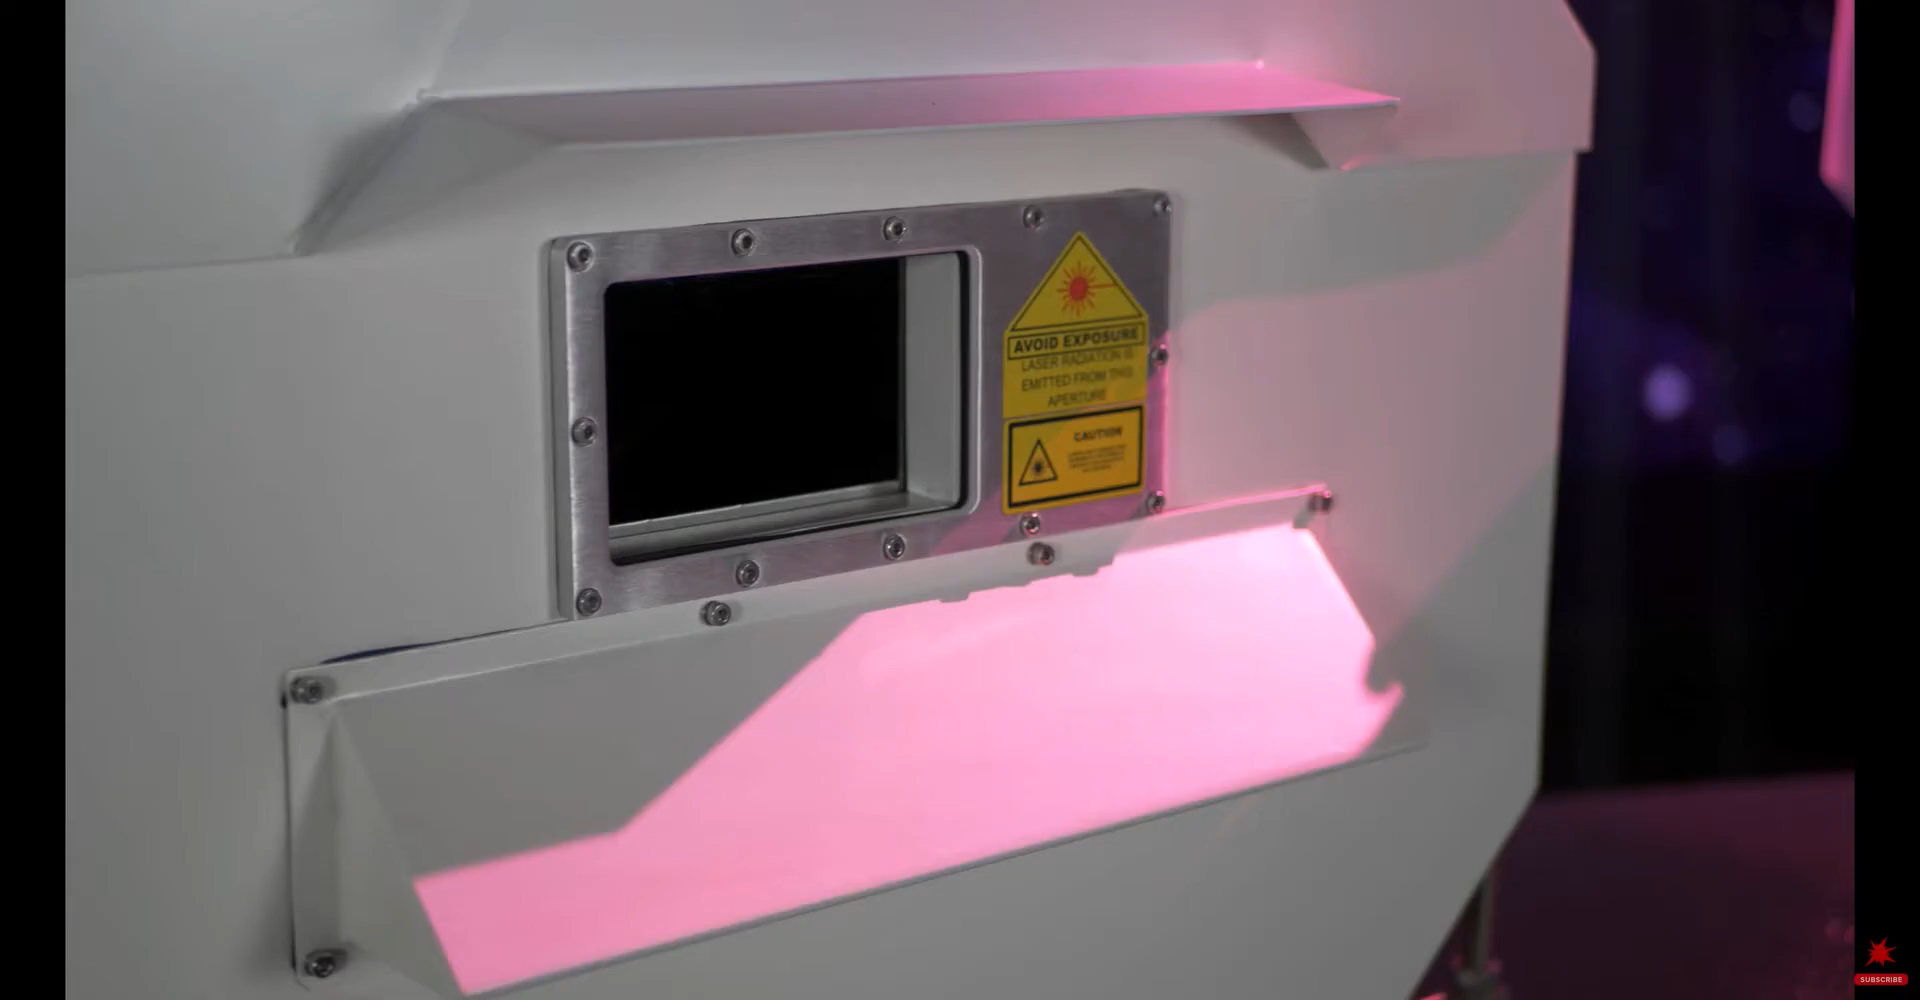 AVOID EXPOSURE
LASER RADIATION IS
EMITTED FROM THIS
APERTURE
CAUTION
SUBSCRIBE